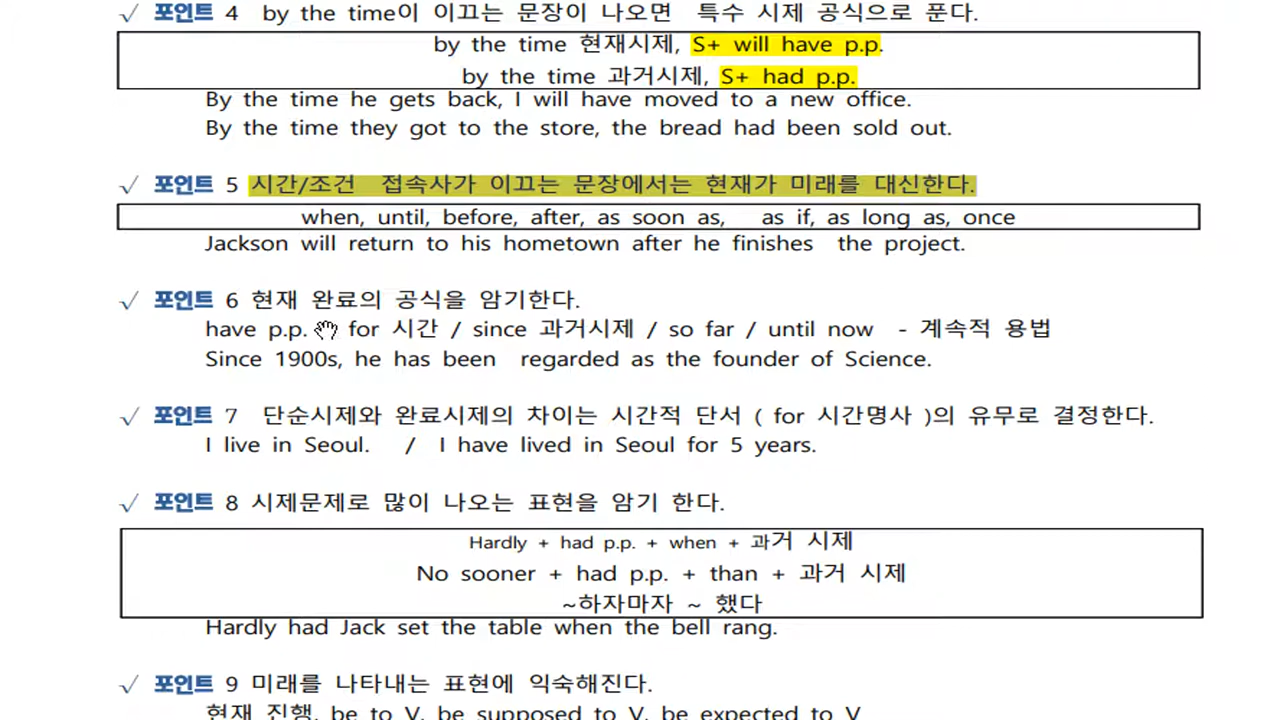 √ 포인트 4 by the time이 이끄는 문장이 나오면 특수 시제 공식으로 푼다.
by the time 현재시제, S+ will have p.p.
by the time 과거시제, S+ had p.p.
By the time he gets back, I will have moved to a new office.
By the time they got to the store, the bread had been sold out.
√ 포인트 5 시간/조건 접속사가 이끄는 문장에서는 현재가 미래를 대신한다.
when, until, before, after, as soon as, as if, as long as, once
Jackson will return to his hometown after he finishes the project.
√ 포인트 6 현재 완료의 공식을 암기한다.
have p.p. for 시간 / since 과거시제 / so far / until now - 계속적 용법
Since 1900s, he has been regarded as the founder of Science.
√ 포인트 7 단순시제와 완료시제의 차이는 시간적 단서 ( for 시간명사 )의 유무로 결정한다.
I live in Seoul. / I have lived in Seoul for 5 years.
√ 포인트 8 시제문제로 많이 나오는 표현을 암기 한다.
Hardly + had p.p. + when + 과거 시제
No sooner + had p.p. + than + 과거 시제
~하자마자 ~ 했다
Hardly had Jack set the table when the bell rang.
√ 포인트 9 미래를 나타내는 표현에 익숙해진다.
현재 진행, be to V, be supposed to V, be expected to V